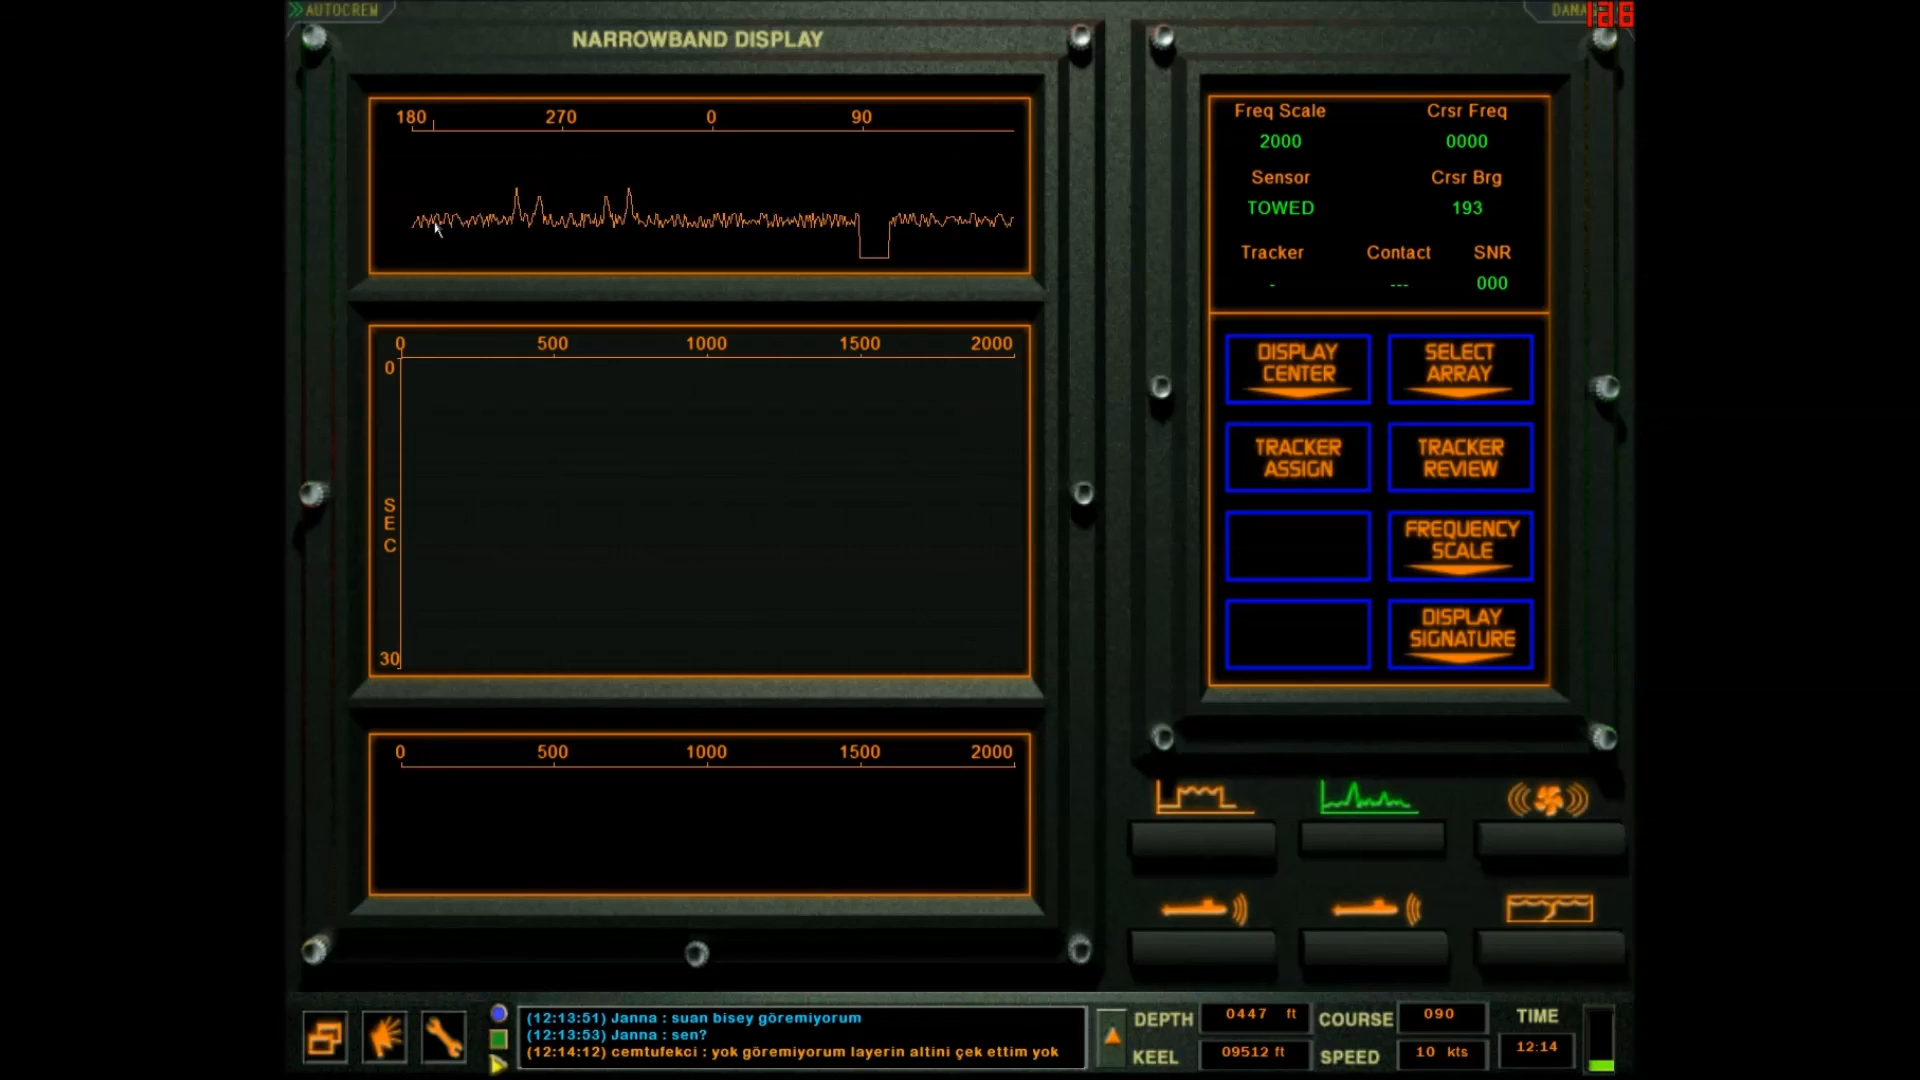 AUTOCREW
NARROWBAND DISPLAY
180 270 0 90
0 500 1000 1500 2000
0
SEC
30
0 500 1000 1500 2000
Freq Scale Crsr Freq
2000 0000
Sensor Crsr Brg
TOWED 193
Tracker Contact SNR
- --- 000
DISPLAY CENTER
SELECT ARRAY
TRACKER ASSIGN
TRACKER REVIEW
FREQUENCY SCALE
DISPLAY SIGNATURE
(12:13:51) Janna : suan bisey göremiyorum
(12:13:53) Janna : sen?
(12:14:12) cemtufekci : yok göremiyorum layerin altini çek ettim yok
DEPTH 0447 ft COURSE 090 TIME
KEEL 09512 ft SPEED 10 kts 12:14